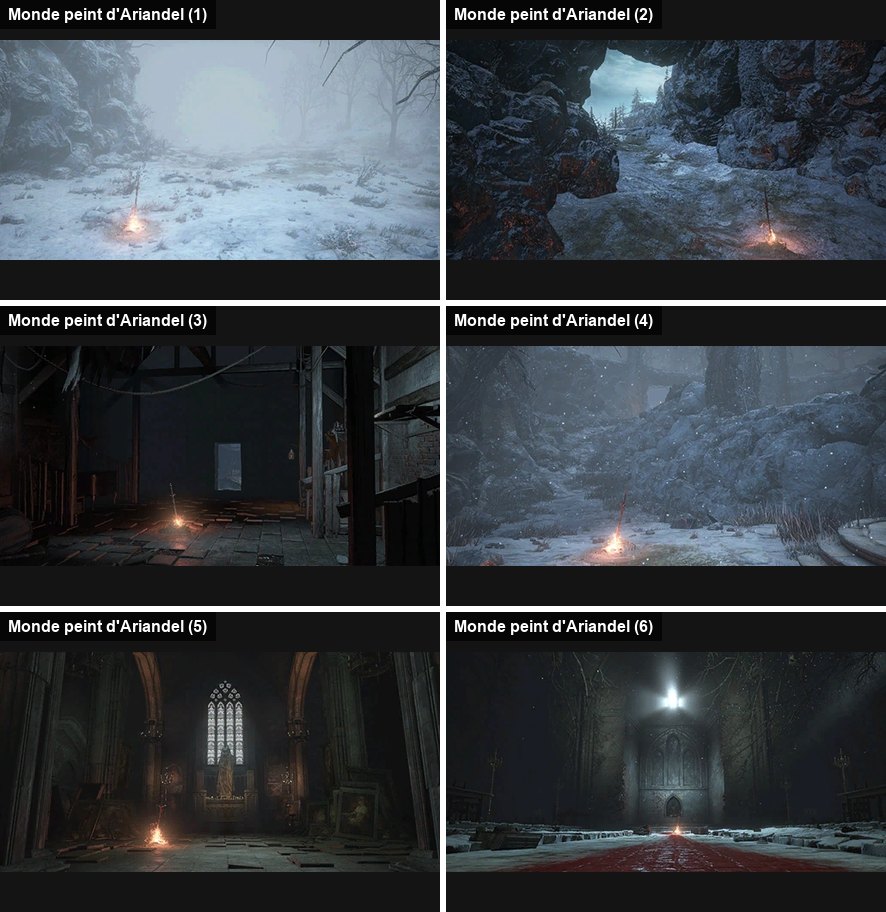 Monde peint d'Ariandel (1)
Monde peint d'Ariandel (2)
Monde peint d'Ariandel (3)
Monde peint d'Ariandel (4)
Monde peint d'Ariandel (5)
Monde peint d'Ariandel (6)